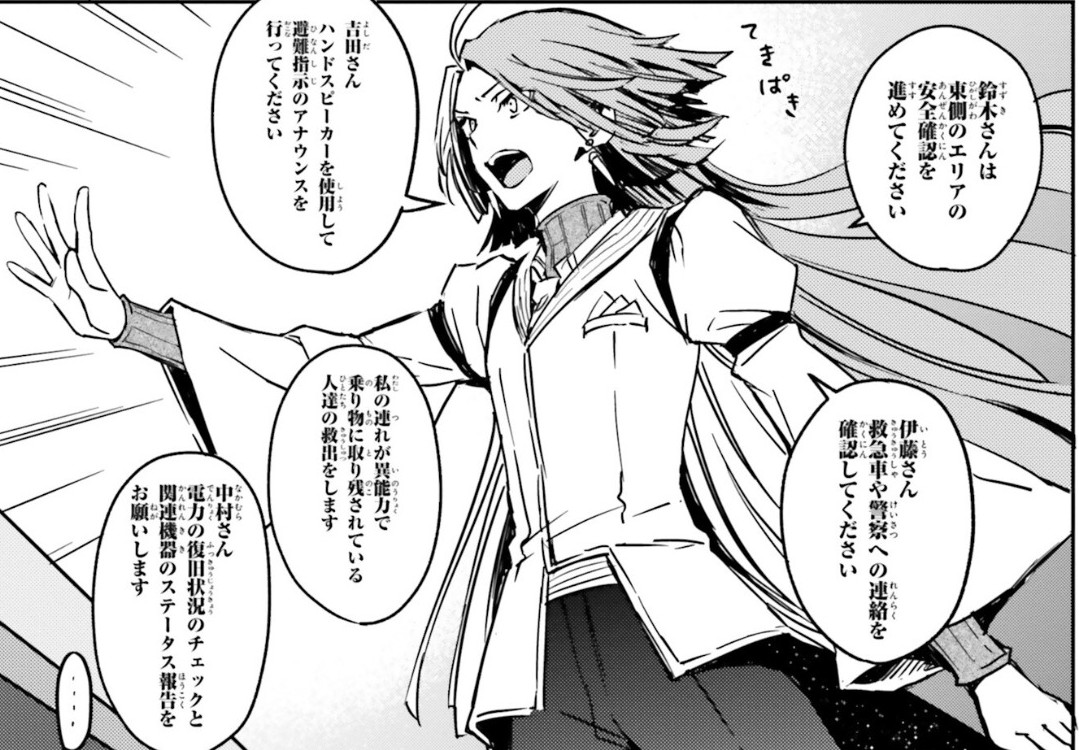 鈴木さんは
東側のエリアの
安全確認を
進めてください
伊藤さん
救急車や警察への連絡を
確認してください
てきぱき
吉田さん
ハンドスピーカーを使用して
避難指示のアナウンスを
行ってください
私の連れが異能力で
乗り物に取り残されている
人達の救出をします
中村さん
電力の復旧状況のチェックと
関連機器のステータス報告を
お願いします
……